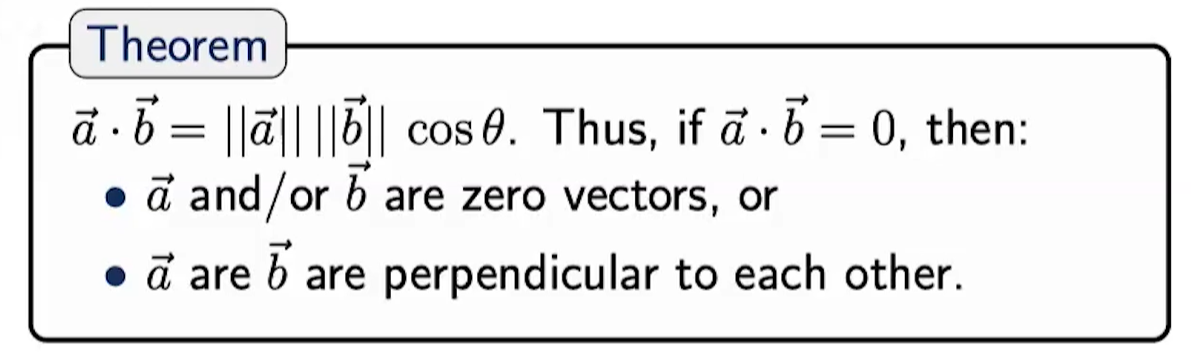 Theorem
$\vec{a} \cdot \vec{b} = ||\vec{a}||\,||\vec{b}||\, \cos\theta$. Thus, if $\vec{a} \cdot \vec{b} = 0$, then:
• $\vec{a}$ and/or $\vec{b}$ are zero vectors, or
• $\vec{a}$ are $\vec{b}$ are perpendicular to each other.